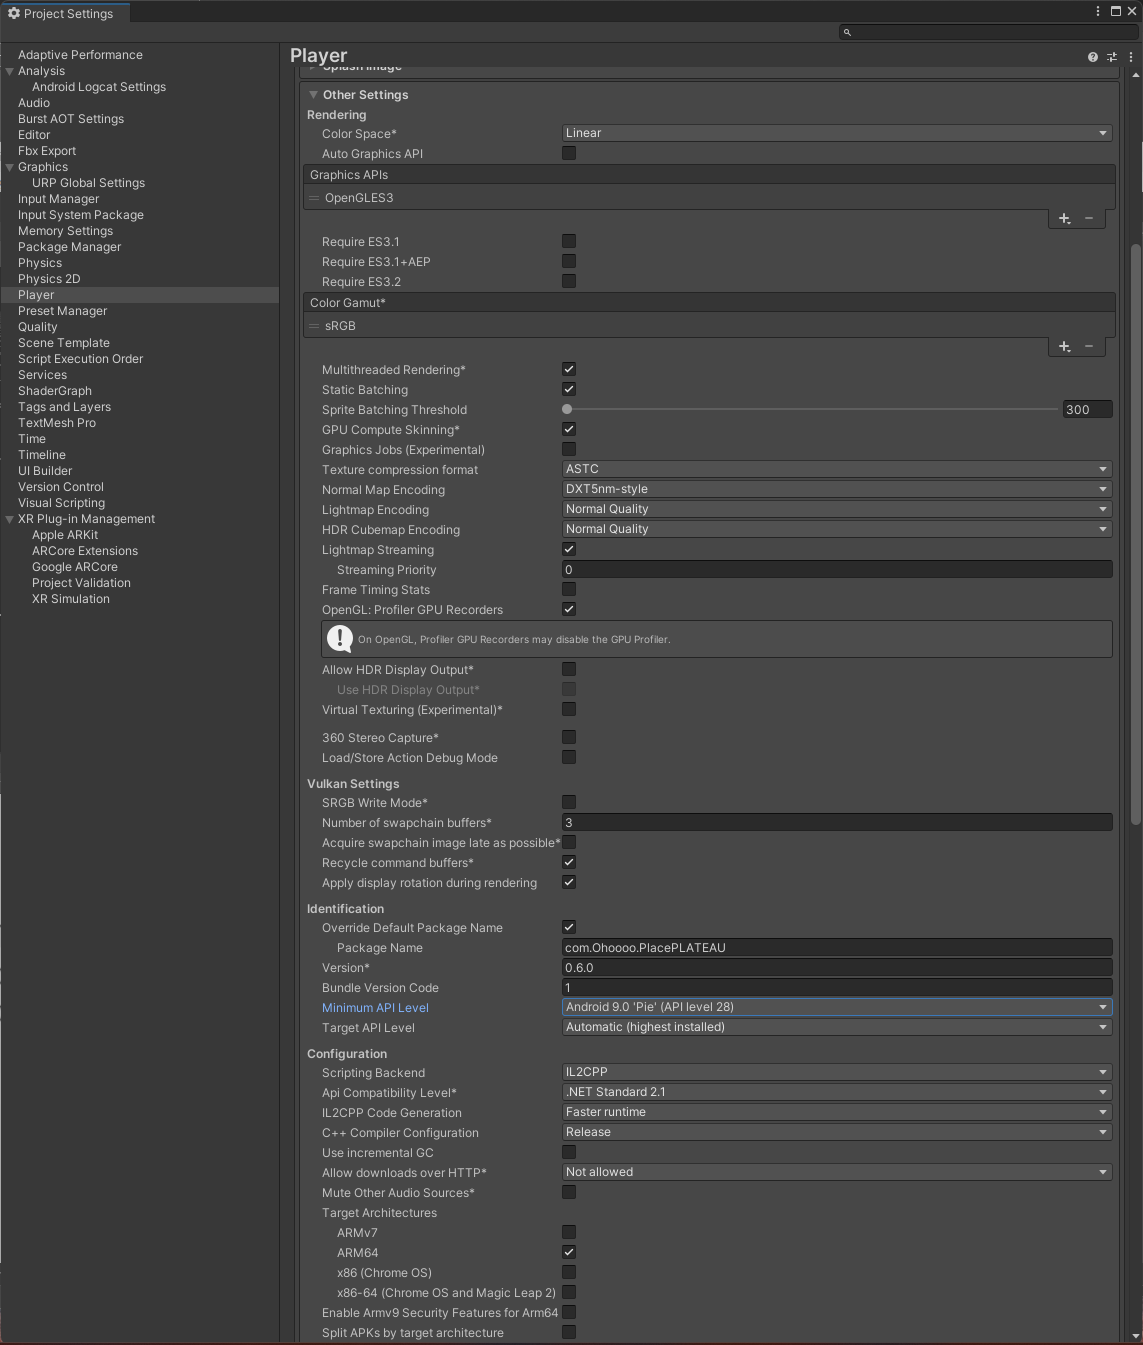 Project Settings
Adaptive Performance
Analysis
Android Logcat Settings
Audio
Burst AOT Settings
Editor
Fbx Export
Graphics
URP Global Settings
Input Manager
Input System Package
Memory Settings
Package Manager
Physics
Physics 2D
Player
Preset Manager
Quality
Scene Template
Script Execution Order
Services
ShaderGraph
Tags and Layers
TextMesh Pro
Time
Timeline
UI Builder
Version Control
Visual Scripting
XR Plug-in Management
Apple ARKit
ARCore Extensions
Google ARCore
Project Validation
XR Simulation
Player
Splash Image
Other Settings
Rendering
Color Space* Linear
Auto Graphics API
Graphics APIs
OpenGLES3
Require ES3.1
Require ES3.1+AEP
Require ES3.2
Color Gamut*
sRGB
Multithreaded Rendering*
Static Batching
Sprite Batching Threshold 300
GPU Compute Skinning*
Graphics Jobs (Experimental)
Texture compression format ASTC
Normal Map Encoding DXT5nm-style
Lightmap Encoding Normal Quality
HDR Cubemap Encoding Normal Quality
Lightmap Streaming
Streaming Priority 0
Frame Timing Stats
OpenGL: Profiler GPU Recorders
On OpenGL, Profiler GPU Recorders may disable the GPU Profiler.
Allow HDR Display Output*
Use HDR Display Output*
Virtual Texturing (Experimental)*
360 Stereo Capture*
Load/Store Action Debug Mode
Vulkan Settings
SRGB Write Mode*
Number of swapchain buffers* 3
Acquire swapchain image late as possible*
Recycle command buffers*
Apply display rotation during rendering
Identification
Override Default Package Name
Package Name com.Ohoooo.PlacePLATEAU
Version* 0.6.0
Bundle Version Code 1
Minimum API Level Android 9.0 'Pie' (API level 28)
Target API Level Automatic (highest installed)
Configuration
Scripting Backend IL2CPP
Api Compatibility Level* .NET Standard 2.1
IL2CPP Code Generation Faster runtime
C++ Compiler Configuration Release
Use incremental GC
Allow downloads over HTTP* Not allowed
Mute Other Audio Sources*
Target Architectures
ARMv7
ARM64
x86 (Chrome OS)
x86-64 (Chrome OS and Magic Leap 2)
Enable Armv9 Security Features for Arm64
Split APKs by target architecture